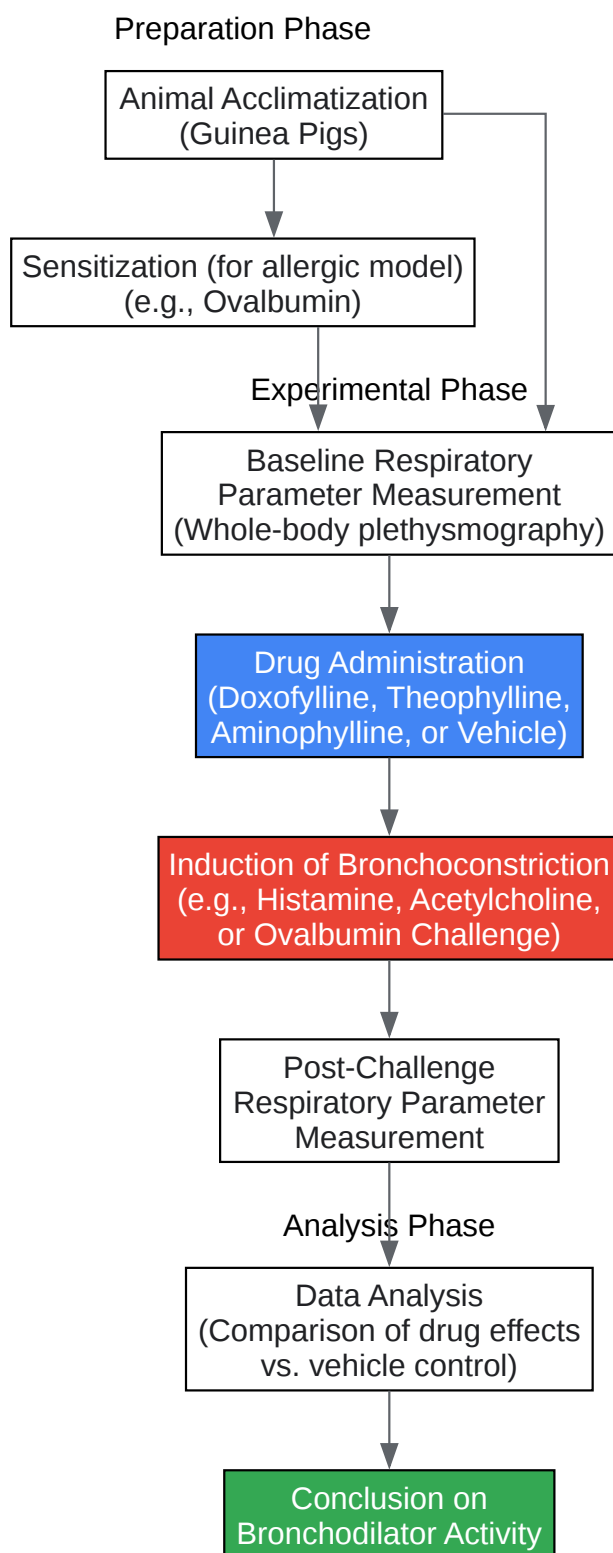 Preparation Phase
Animal Acclimatization
(Guinea Pigs)
Sensitization (for allergic model)
(e.g., Ovalbumin)
Experimental Phase
Baseline Respiratory
Parameter Measurement
(Whole-body plethysmography)
Drug Administration
(Doxofylline, Theophylline,
Aminophylline, or Vehicle)
Induction of Bronchoconstriction
(e.g., Histamine, Acetylcholine,
or Ovalbumin Challenge)
Post-Challenge
Respiratory Parameter
Measurement
Analysis Phase
Data Analysis
(Comparison of drug effects
vs. vehicle control)
Conclusion on
Bronchodilator Activity